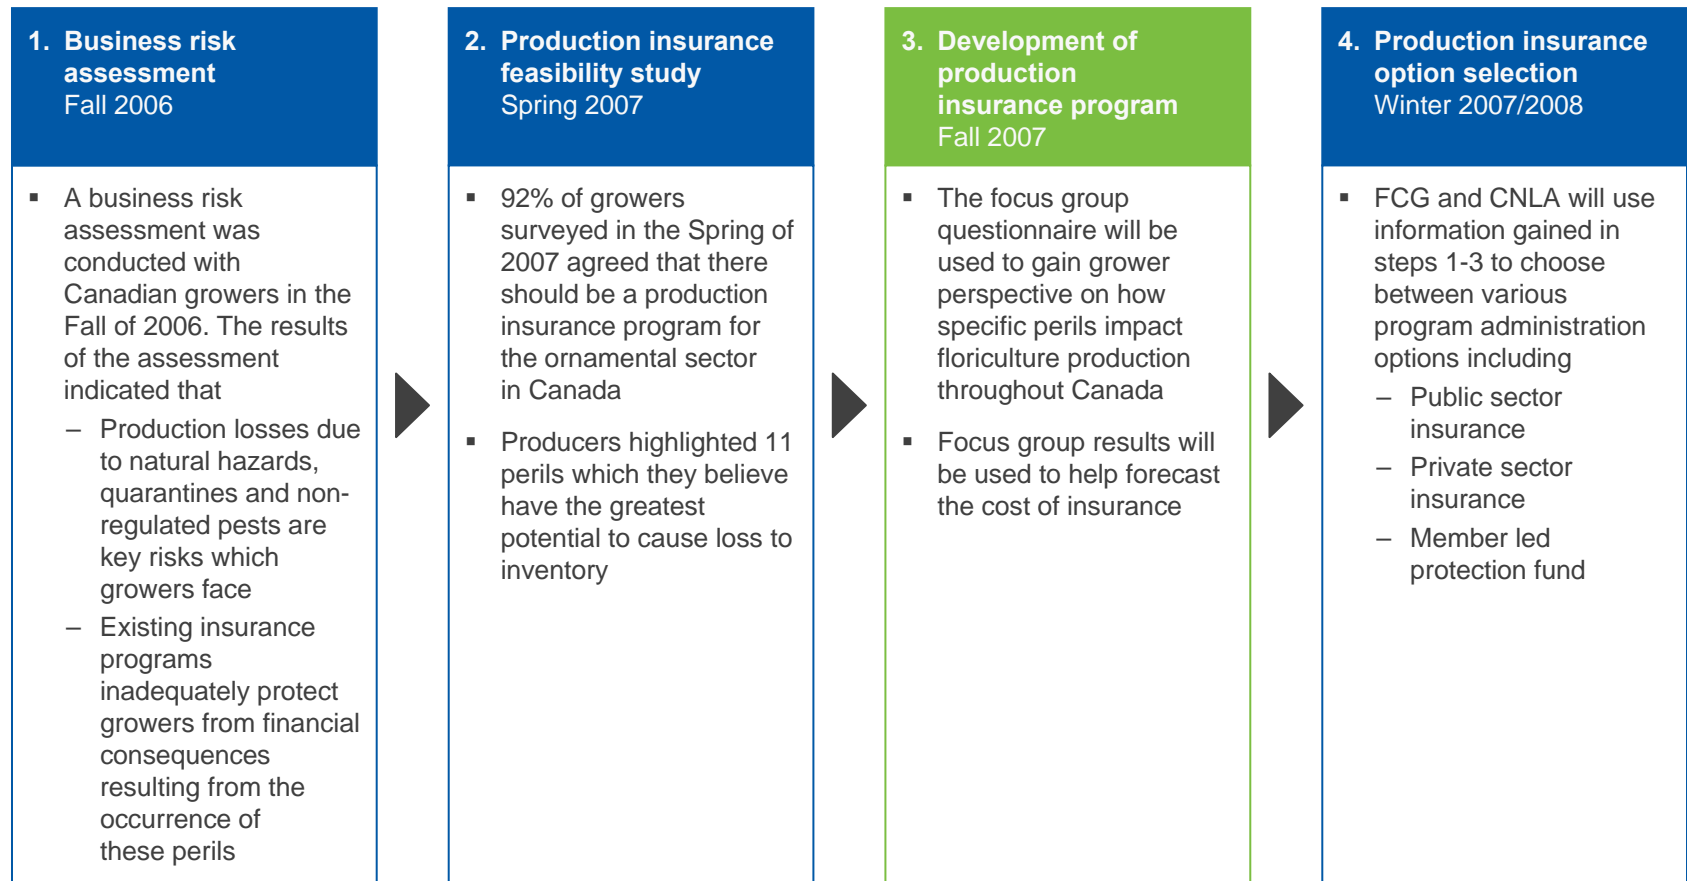 1. Business risk
assessment
Fall 2006
▪ A business risk
assessment was
conducted with
Canadian growers in the
Fall of 2006. The results
of the assessment
indicated that
– Production losses due
to natural hazards,
quarantines and non-
regulated pests are
key risks which
growers face
– Existing insurance
programs
inadequately protect
growers from financial
consequences
resulting from the
occurrence of
these perils
2. Production insurance
feasibility study
Spring 2007
▪ 92% of growers
surveyed in the Spring of
2007 agreed that there
should be a production
insurance program for
the ornamental sector
in Canada
▪ Producers highlighted 11
perils which they believe
have the greatest
potential to cause loss to
inventory
3. Development of
production
insurance program
Fall 2007
▪ The focus group
questionnaire will be
used to gain grower
perspective on how
specific perils impact
floriculture production
throughout Canada
▪ Focus group results will
be used to help forecast
the cost of insurance
4. Production insurance
option selection
Winter 2007/2008
▪ FCG and CNLA will use
information gained in
steps 1-3 to choose
between various
program administration
options including
– Public sector
insurance
– Private sector
insurance
– Member led
protection fund